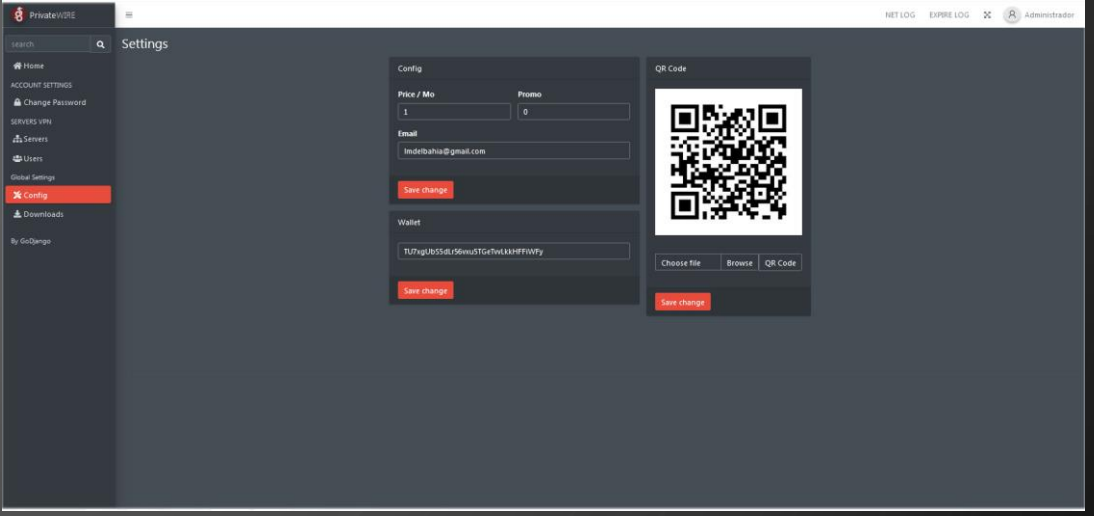 PrivateWIRE
NET LOG EXPIRE LOG Administrador
search
Settings
Home
ACCOUNT SETTINGS
Change Password
SERVERS VPN
Servers
Users
Global Settings
Config
Downloads
By GoDjango
Config
Price / Mo Promo
1 0
Email
lmdelbahia@gmail.com
Save change
Wallet
Save change
QR Code
Choose file Browse QR Code
Save change